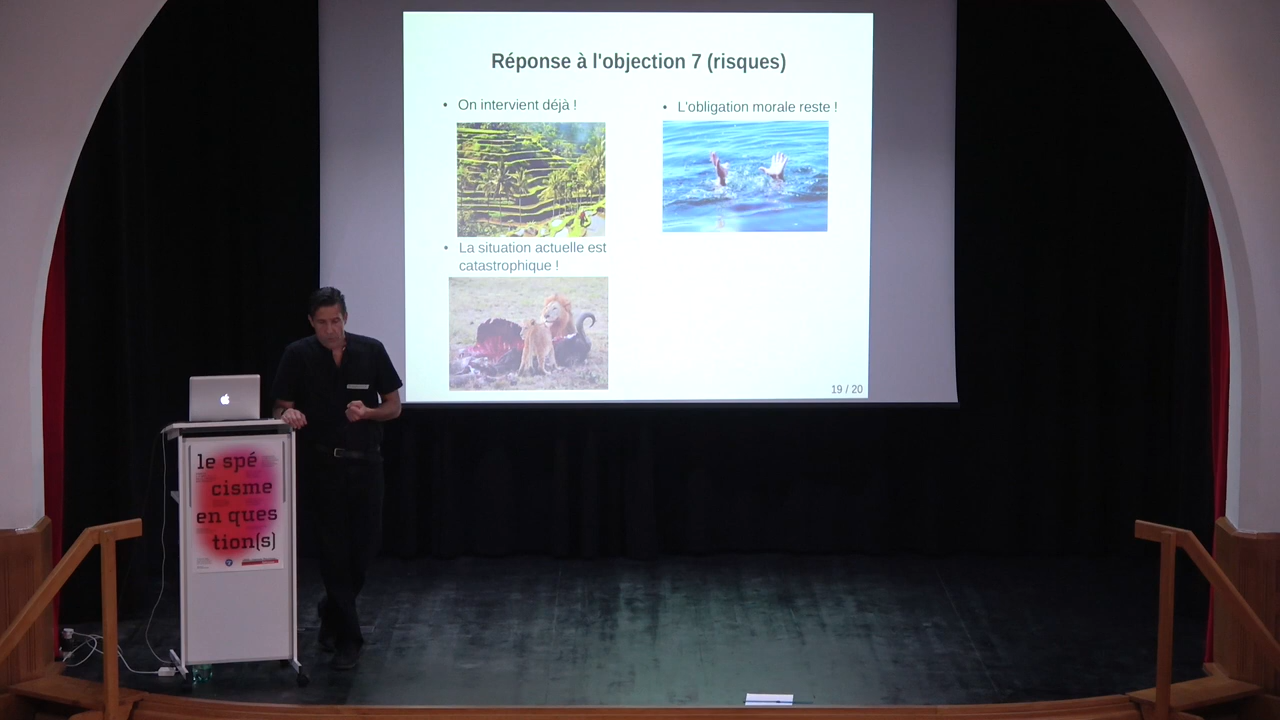 Réponse à l'objection 7 (risques)
• On intervient déjà !
• La situation actuelle est
catastrophique !
• L'obligation morale reste !
19 / 20
le spé
cisme
en ques
tion(s)